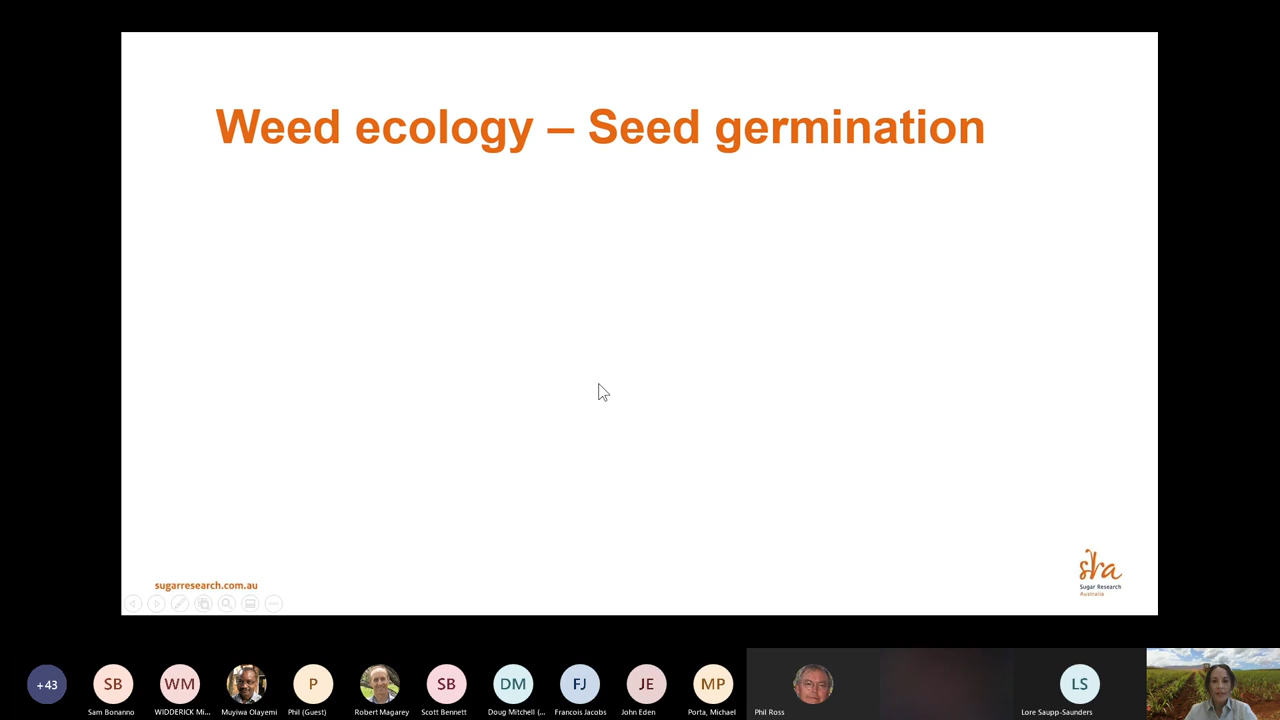 Weed ecology – Seed germination
sugarresearch.com.au
sra
Sugar Research
Australia
+43
SB
WM
P
SB
DM
FJ
JE
MP
LS
Sam Bonanno
WIDDERICK Mi...
Muyiwa Olayemi
Phil (Guest)
Robert Magarey
Scott Bennett
Doug Mitchell (...
Francois Jacobs
John Eden
Porta, Michael
Phil Ross
Lore Saupp-Saunders